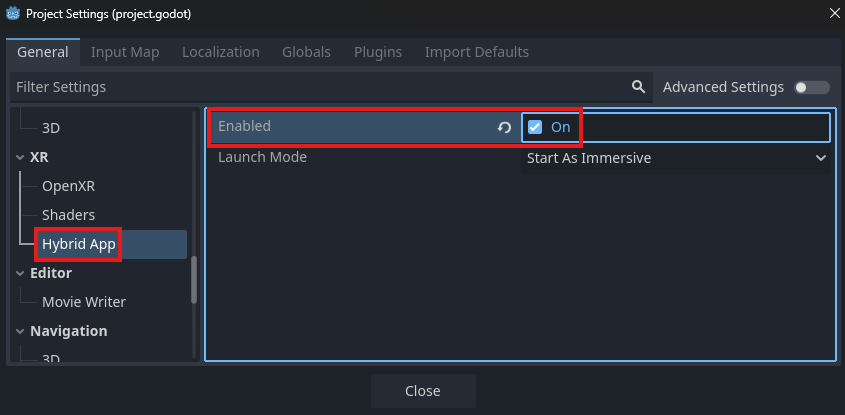 Project Settings (project.godot)
General Input Map Localization Globals Plugins Import Defaults
Filter Settings Advanced Settings
3D
XR
OpenXR
Shaders
Hybrid App
Editor
Movie Writer
Navigation
3D
Enabled On
Launch Mode Start As Immersive
Close